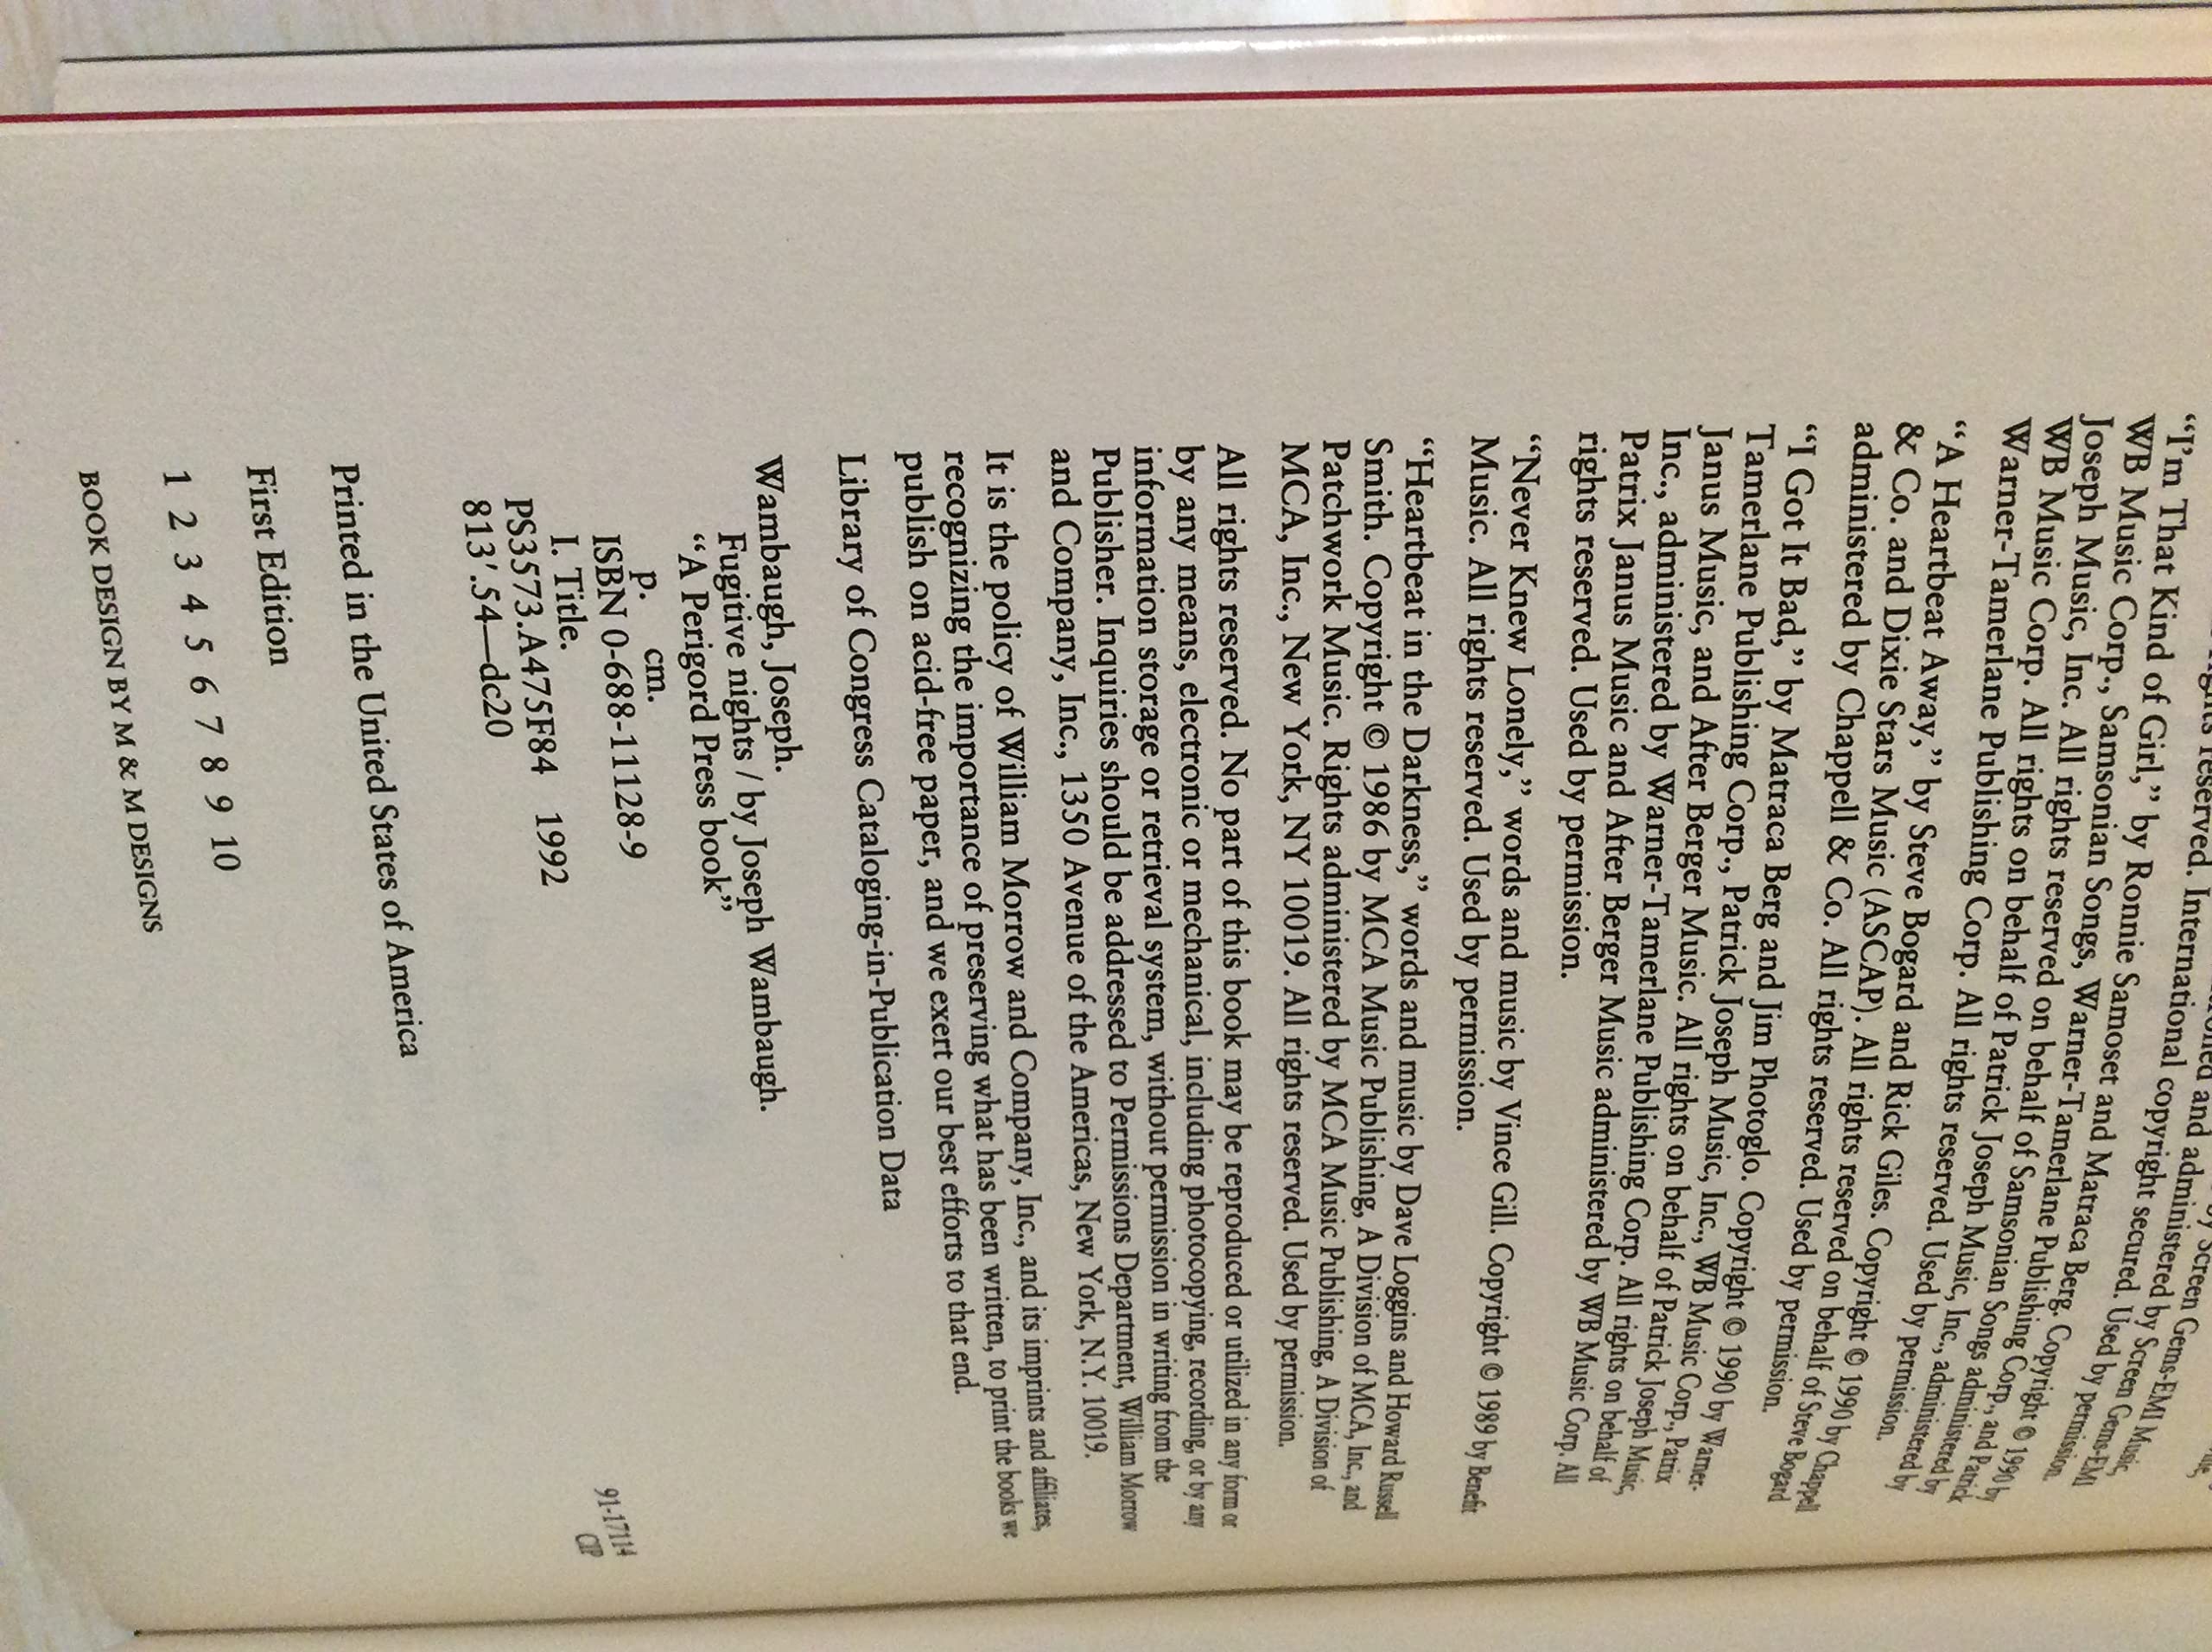 rights reserved. International copyright secured. Used by permission.
"I'm That Kind of Girl," by Ronnie Samoset and Matraca Berg. Copyright © 1990 by
WB Music Corp., Samsonian Songs, Warner-Tamerlane Publishing Corp., and Patrick
Joseph Music, Inc. All rights reserved on behalf of Samsonian Songs administered by
WB Music Corp. All rights on behalf of Patrick Joseph Music, Inc., administered by
Warner-Tamerlane Publishing Corp. All rights reserved. Used by permission.
"A Heartbeat Away," by Steve Bogard and Rick Giles. Copyright © 1990 by Chappell
& Co. and Dixie Stars Music (ASCAP). All rights reserved on behalf of Steve Bogard
administered by Chappell & Co. All rights reserved. Used by permission.
"I Got It Bad," by Matraca Berg and Jim Photoglo. Copyright © 1990 by Warner-
Tamerlane Publishing Corp., Patrick Joseph Music, Inc., WB Music Corp., Patrix
Janus Music, and After Berger Music. All rights on behalf of Patrick Joseph Music,
Inc., administered by Warner-Tamerlane Publishing Corp. All rights on behalf of
Patrix Janus Music and After Berger Music administered by WB Music Corp. All
rights reserved. Used by permission.
"Never Knew Lonely," words and music by Vince Gill. Copyright © 1989 by Benefit
Music. All rights reserved. Used by permission.
"Heartbeat in the Darkness," words and music by Dave Loggins and Howard Russell
Smith. Copyright © 1986 by MCA Music Publishing, A Division of MCA, Inc., and
Patchwork Music. Rights administered by MCA Music Publishing, A Division of
MCA, Inc., New York, NY 10019. All rights reserved. Used by permission.
All rights reserved. No part of this book may be reproduced or utilized in any form or
by any means, electronic or mechanical, including photocopying, recording, or by any
information storage or retrieval system, without permission in writing from the
Publisher. Inquiries should be addressed to Permissions Department, William Morrow
and Company, Inc., 1350 Avenue of the Americas, New York, N.Y. 10019.
It is the policy of William Morrow and Company, Inc., and its imprints and affiliates,
recognizing the importance of preserving what has been written, to print the books we
publish on acid-free paper, and we exert our best efforts to that end.
Library of Congress Cataloging-in-Publication Data
Wambaugh, Joseph.
Fugitive nights / by Joseph Wambaugh.
"A Perigord Press book"
p. cm.
ISBN 0-688-11128-9
I. Title.
PS3573.A475F84 1992
813'.54—dc20
91-17114
CIP
Printed in the United States of America
First Edition
1 2 3 4 5 6 7 8 9 10
BOOK DESIGN BY M & M DESIGNS